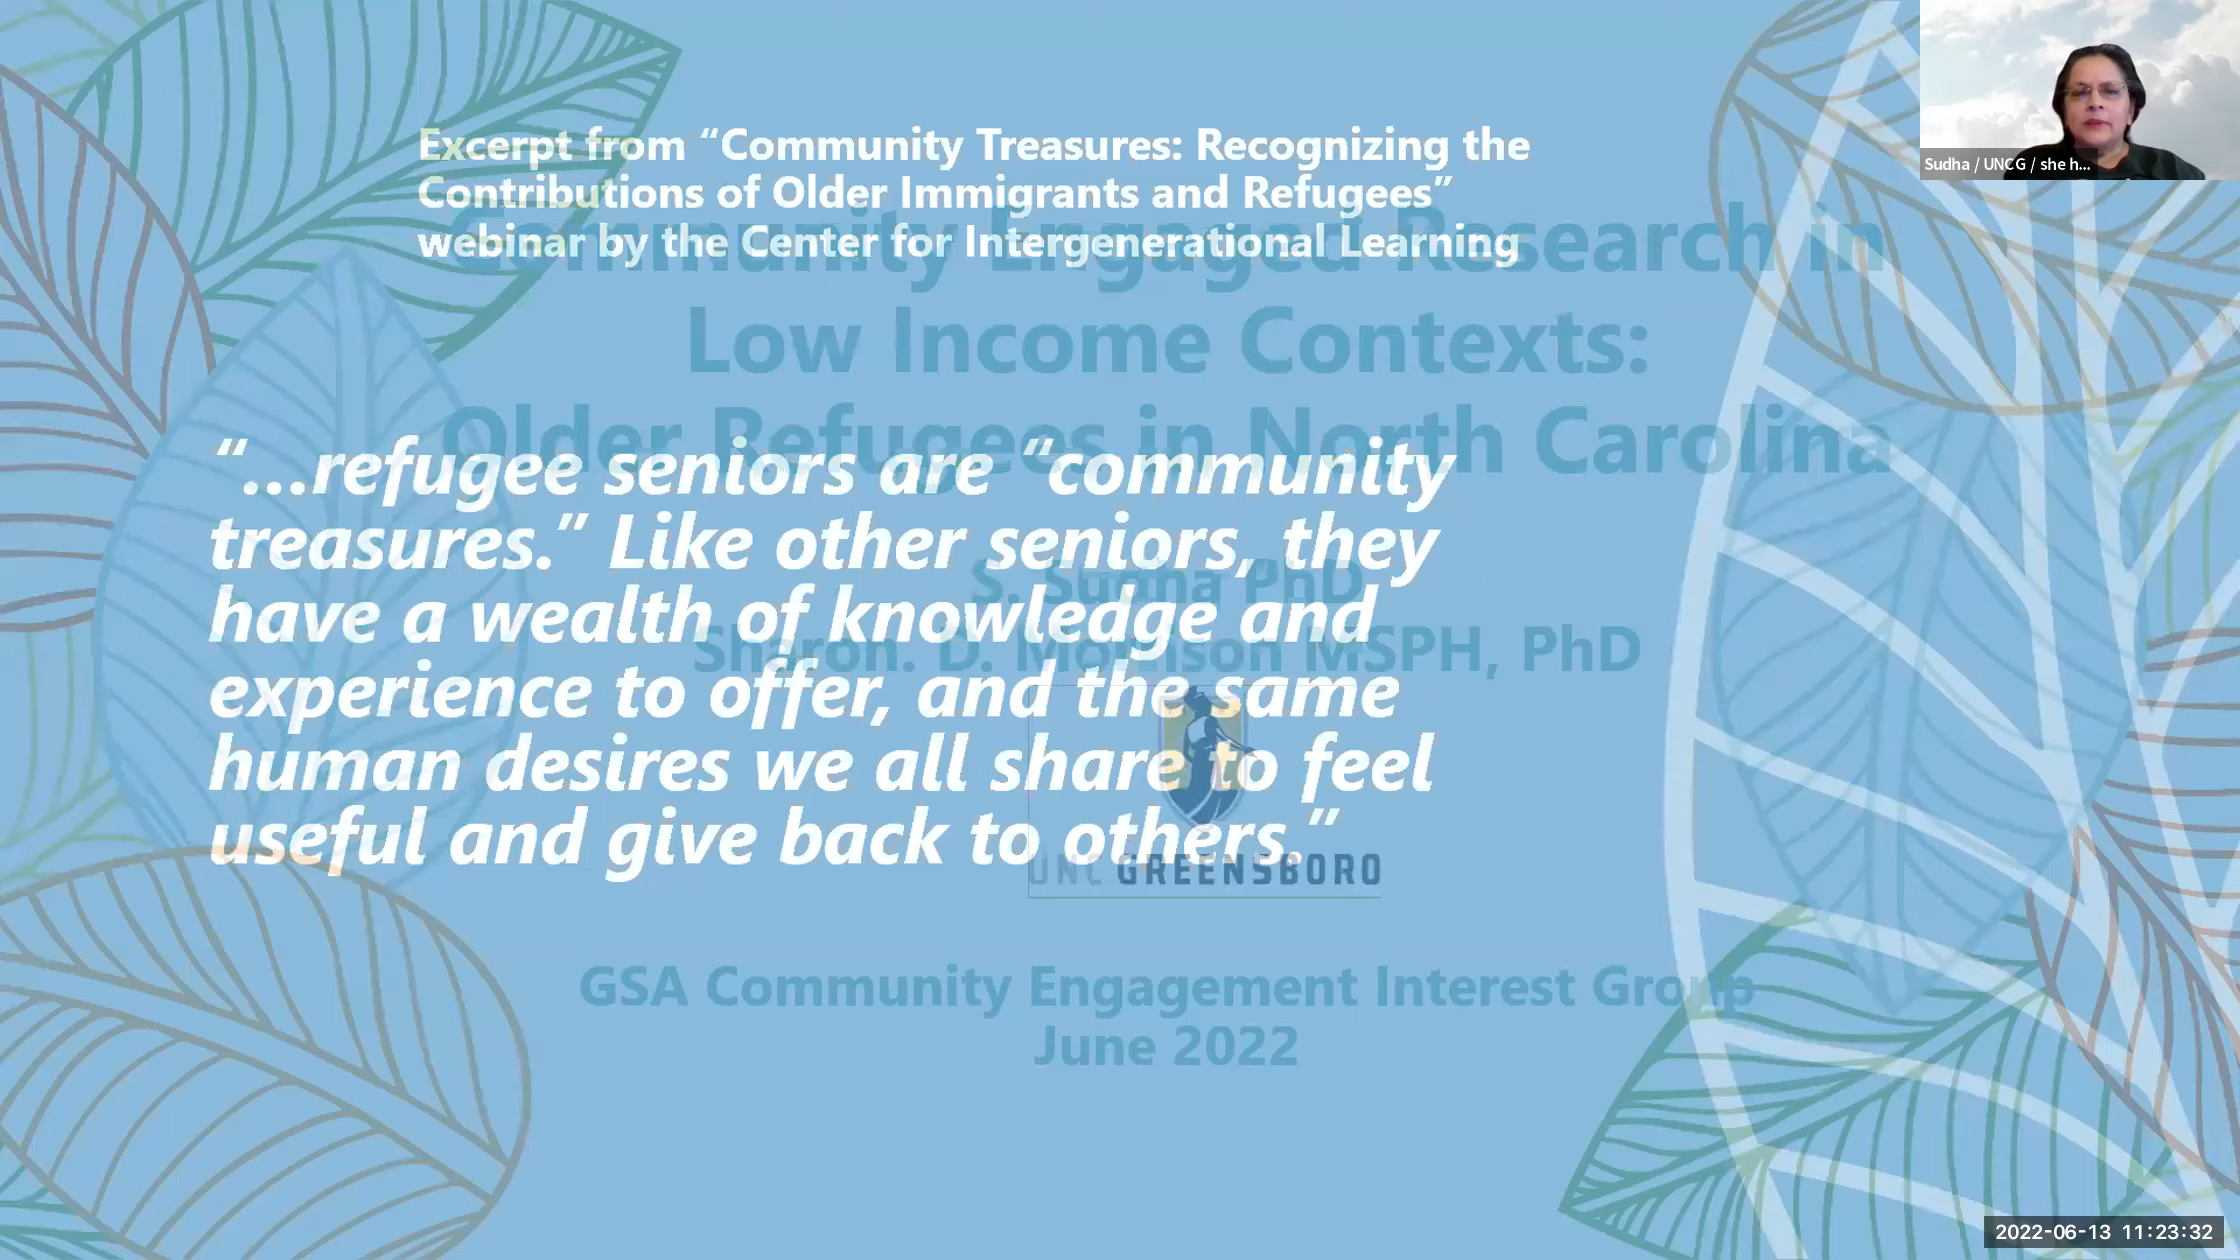 Excerpt from “Community Treasures: Recognizing the
Contributions of Older Immigrants and Refugees”
webinar by the Center for Intergenerational Learning
Community Engaged Research in
Low Income Contexts:
Older Refugees in North Carolina
“...refugee seniors are “community
treasures.” Like other seniors, they
have a wealth of knowledge and
experience to offer, and the same
human desires we all share to feel
useful and give back to others.”
S. Sudha PhD
Sharon. D. Morrison MSPH, PhD
UNC GREENSBORO
GSA Community Engagement Interest Group
June 2022
Sudha / UNCG / she h...
2022-06-13 11:23:32